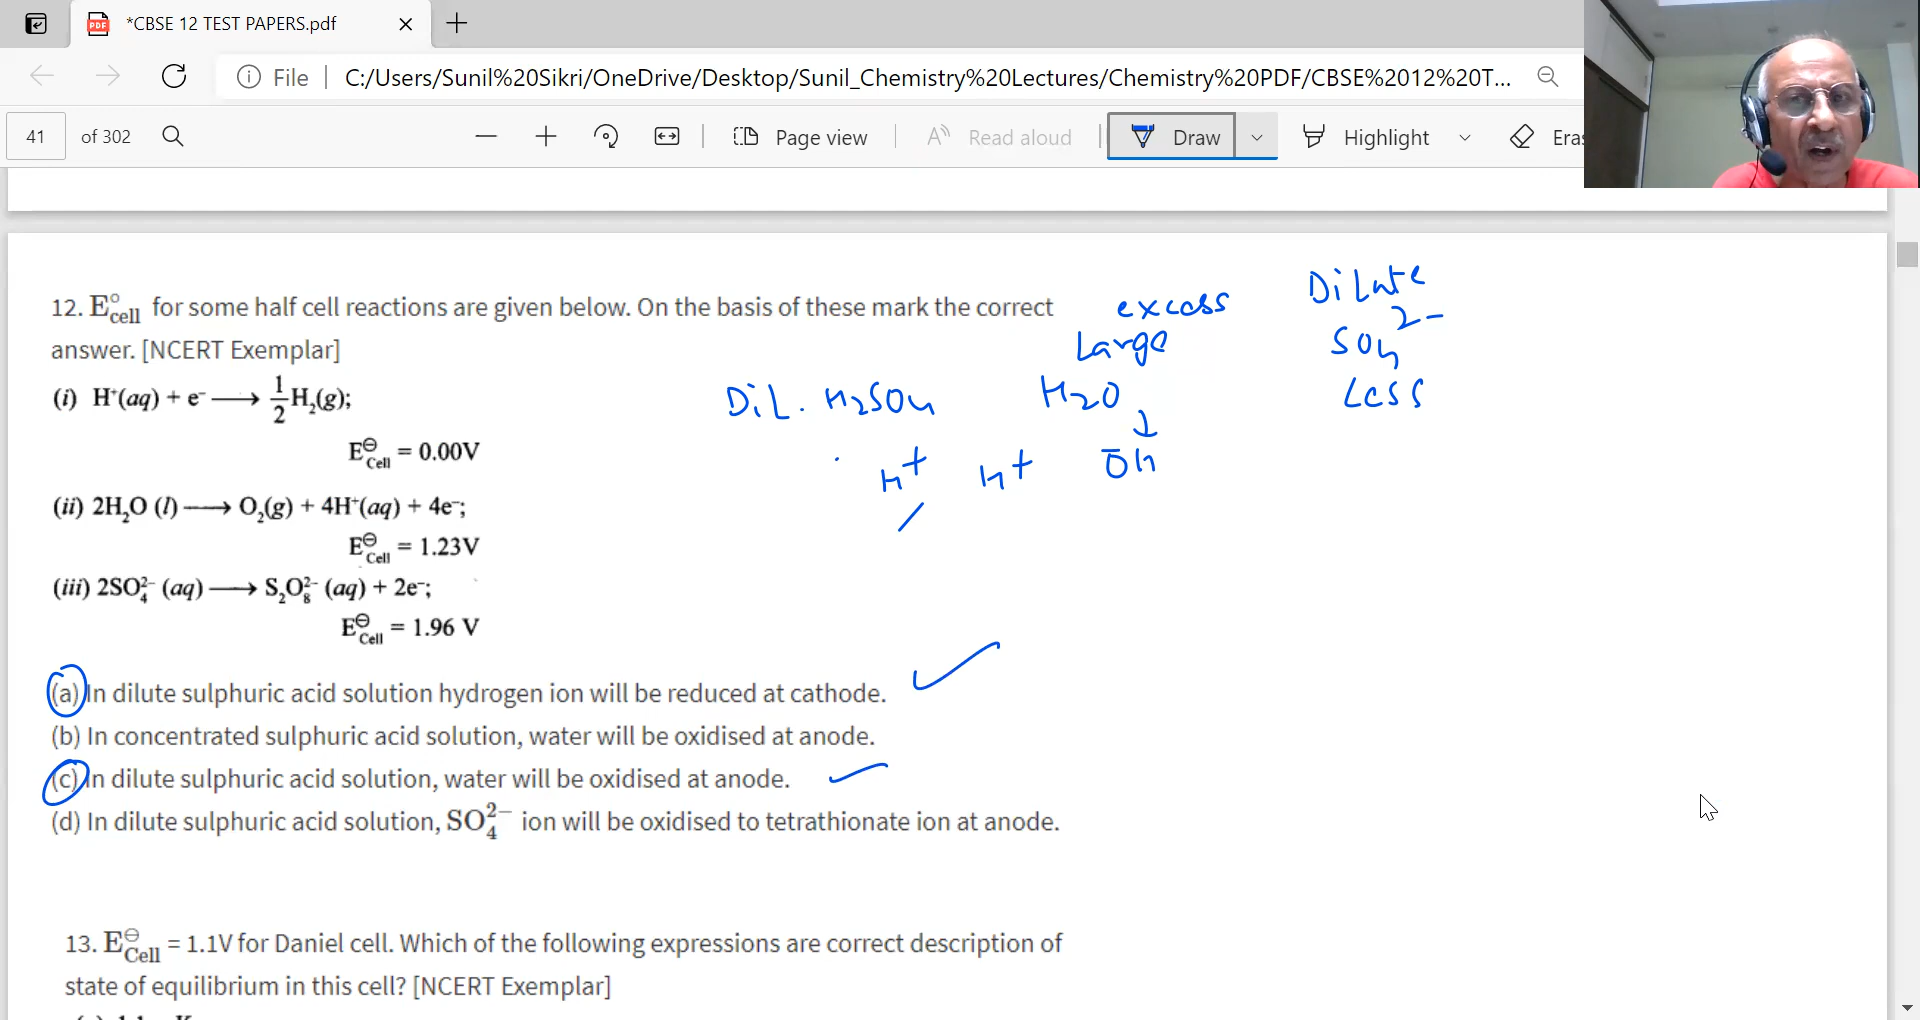 *CBSE 12 TEST PAPERS.pdf
File | C:/Users/Sunil%20Sikri/OneDrive/Desktop/Sunil_Chemistry%20Lectures/Chemistry%20PDF/CBSE%2012%20T...
41 of 302 Page view Read aloud Draw Highlight Eras
12. E°cell for some half cell reactions are given below. On the basis of these mark the correct
answer. [NCERT Exemplar]
(i) H⁺(aq) + e⁻ ⟶ 1/2 H₂(g);
E⊖Cell = 0.00V
(ii) 2H₂O (l) ⟶ O₂(g) + 4H⁺(aq) + 4e⁻;
E⊖Cell = 1.23V
(iii) 2SO₄²⁻ (aq) ⟶ S₂O₈²⁻ (aq) + 2e⁻;
E⊖Cell = 1.96 V
excess
Large
Dil. H₂SO₄ H₂O
↓
H⁺ H⁺ ŌH
Dilute
SO₄²⁻
Less
(a) In dilute sulphuric acid solution hydrogen ion will be reduced at cathode. ✓
(b) In concentrated sulphuric acid solution, water will be oxidised at anode.
(c) In dilute sulphuric acid solution, water will be oxidised at anode. ✓
(d) In dilute sulphuric acid solution, SO₄²⁻ ion will be oxidised to tetrathionate ion at anode.
13. E⊖Cell = 1.1V for Daniel cell. Which of the following expressions are correct description of
state of equilibrium in this cell? [NCERT Exemplar]